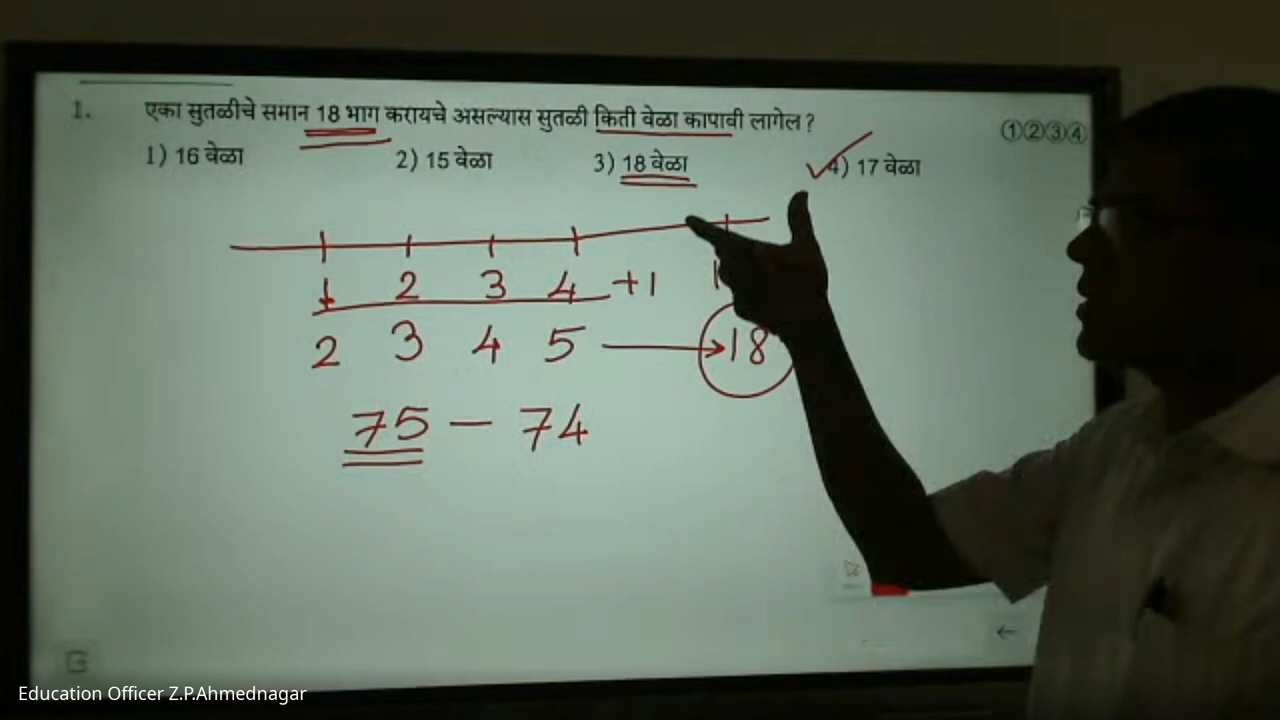 1. एका सुतळीचे समान 18 भाग करायचे असल्यास सुतळी किती वेळा कापावी लागेल ?
①②③④
1) 16 वेळा 2) 15 वेळा 3) 18 वेळा 4) 17 वेळा
1 2 3 4 +1
2 3 4 5 18
75 - 74
Education Officer Z.P.Ahmednagar